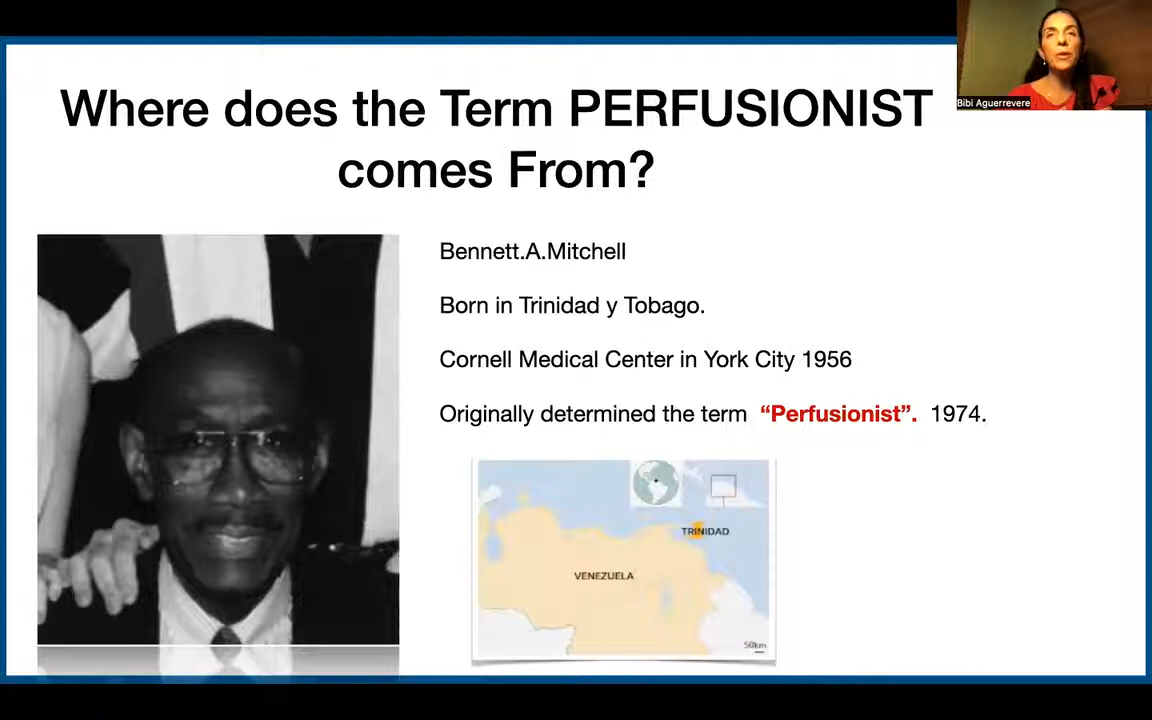 Where does the Term PERFUSIONIST
comes From?
Bibi Aguerrevere
Bennett.A.Mitchell
Born in Trinidad y Tobago.
Cornell Medical Center in York City 1956
Originally determined the term “Perfusionist”. 1974.
TRINIDAD
VENEZUELA
50km